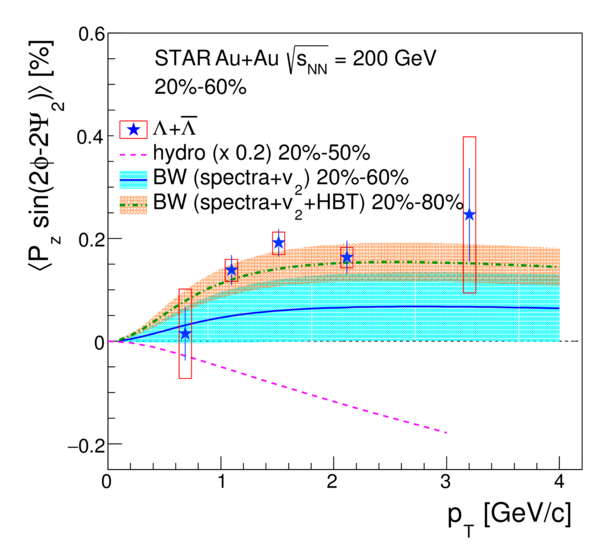 STAR Au+Au √sNN = 200 GeV
20%-60%
Λ+Λ̅
hydro (x 0.2) 20%-50%
BW (spectra+v2) 20%-60%
BW (spectra+v2+HBT) 20%-80%
⟨Pz sin(2ϕ-2Ψ2)⟩ [%]
0.6
0.4
0.2
0
−0.2
0 1 2 3 4
pT [GeV/c]